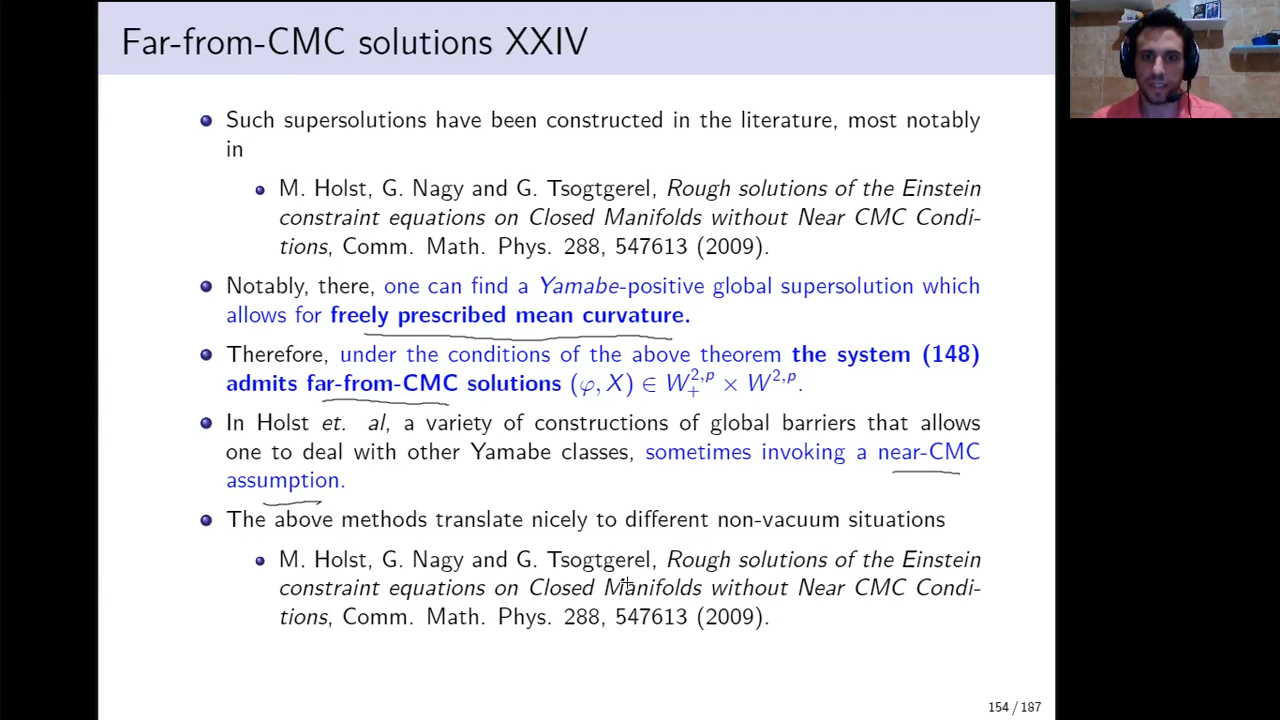 Far-from-CMC solutions XXIV
Such supersolutions have been constructed in the literature, most notably
in
M. Holst, G. Nagy and G. Tsogtgerel, Rough solutions of the Einstein
constraint equations on Closed Manifolds without Near CMC Condi-
tions, Comm. Math. Phys. 288, 547613 (2009).
Notably, there, one can find a Yamabe-positive global supersolution which
allows for freely prescribed mean curvature.
Therefore, under the conditions of the above theorem the system (148)
admits far-from-CMC solutions (φ, X) ∈ W₊^{2,p} × W^{2,p}.
In Holst et. al, a variety of constructions of global barriers that allows
one to deal with other Yamabe classes, sometimes invoking a near-CMC
assumption.
The above methods translate nicely to different non-vacuum situations
M. Holst, G. Nagy and G. Tsogtgerel, Rough solutions of the Einstein
constraint equations on Closed Manifolds without Near CMC Condi-
tions, Comm. Math. Phys. 288, 547613 (2009).
154 / 187